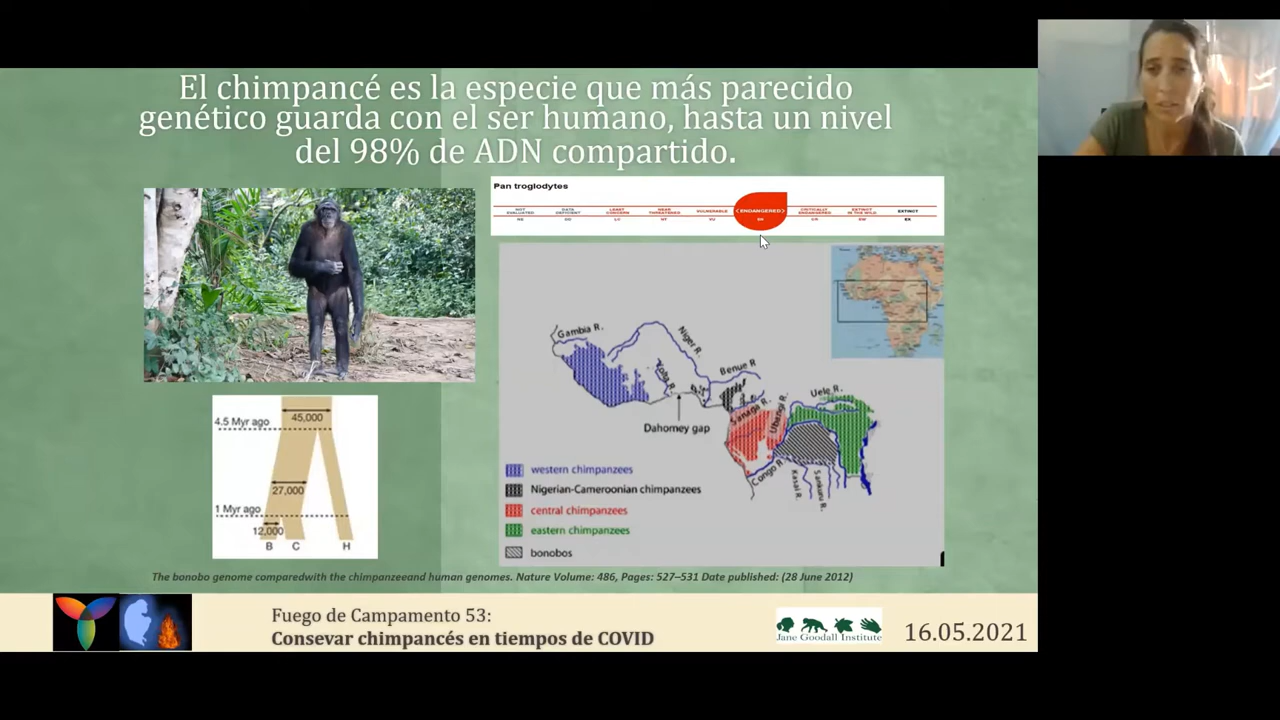 El chimpancé es la especie que más parecido
genético guarda con el ser humano, hasta un nivel
del 98% de ADN compartido.
Pan troglodytes
NOT EVALUATED
DATA DEFICIENT
LEAST CONCERN
NEAR THREATENED
VULNERABLE
<ENDANGERED>
CRITICALLY ENDANGERED
EXTINCT IN THE WILD
EXTINCT
NE
DD
LC
NT
VU
EN
CR
EW
EX
Gambia R.
Niger R.
Benue R
Dahomey gap
Sanaga R.
Ubangi R.
Uele R.
Congo R
Kasai R.
Sankuru R.
western chimpanzees
Nigerian-Cameroonian chimpanzees
central chimpanzees
eastern chimpanzees
bonobos
4.5 Myr ago
45,000
27,000
1 Myr ago
12,000
B C H
The bonobo genome comparedwith the chimpanzeeand human genomes. Nature Volume: 486, Pages: 527–531 Date published: (28 June 2012)
Fuego de Campamento 53:
Consevar chimpancés en tiempos de COVID
Jane Goodall Institute
16.05.2021